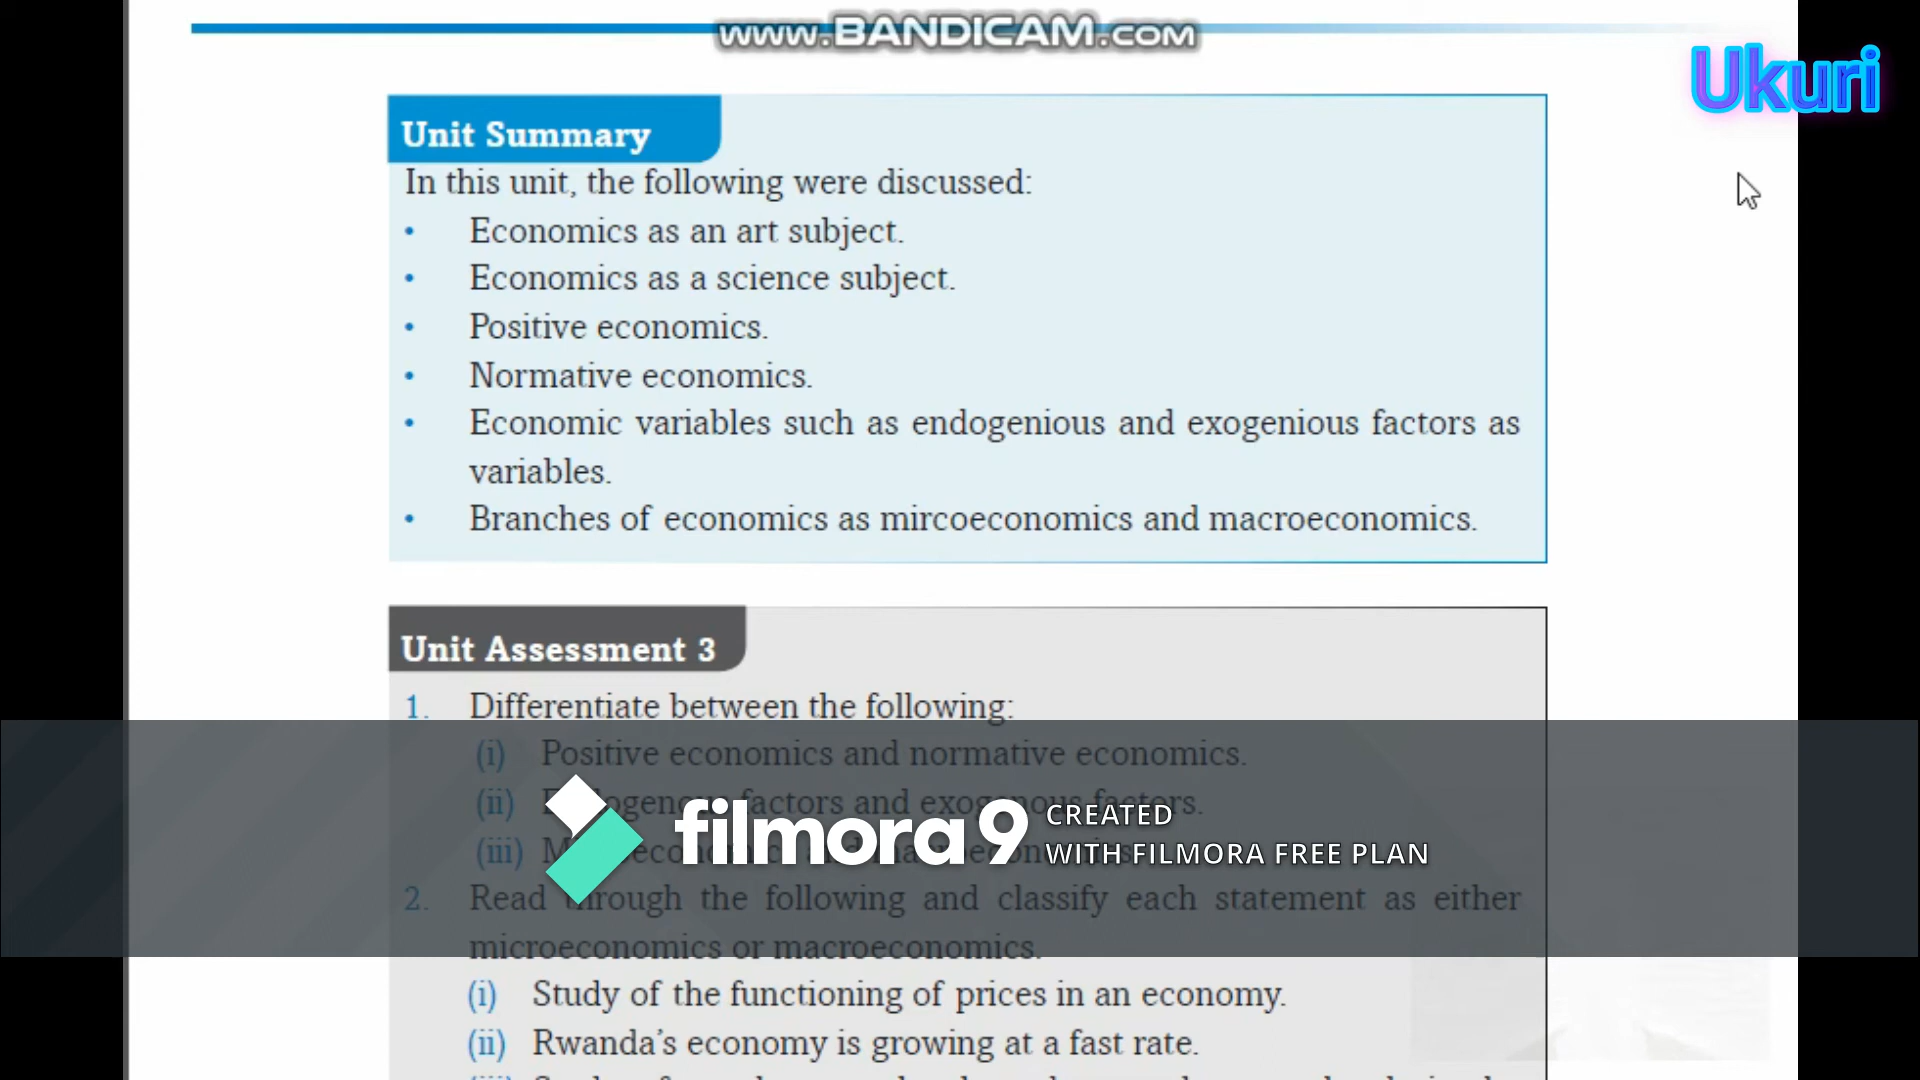 www.BANDICAM.COM
Ukuri
Unit Summary
In this unit, the following were discussed:
• Economics as an art subject.
• Economics as a science subject.
• Positive economics.
• Normative economics.
• Economic variables such as endogenious and exogenious factors as
variables.
• Branches of economics as mircoeconomics and macroeconomics.
Unit Assessment 3
1. Differentiate between the following:
(i) Positive economics and normative economics.
(ii) factors and exogenous factors.
(iii)
filmora9 CREATED
WITH FILMORA FREE PLAN
2. Read through the following and classify each statement as either
microeconomics or macroeconomics.
(i) Study of the functioning of prices in an economy.
(ii) Rwanda's economy is growing at a fast rate.